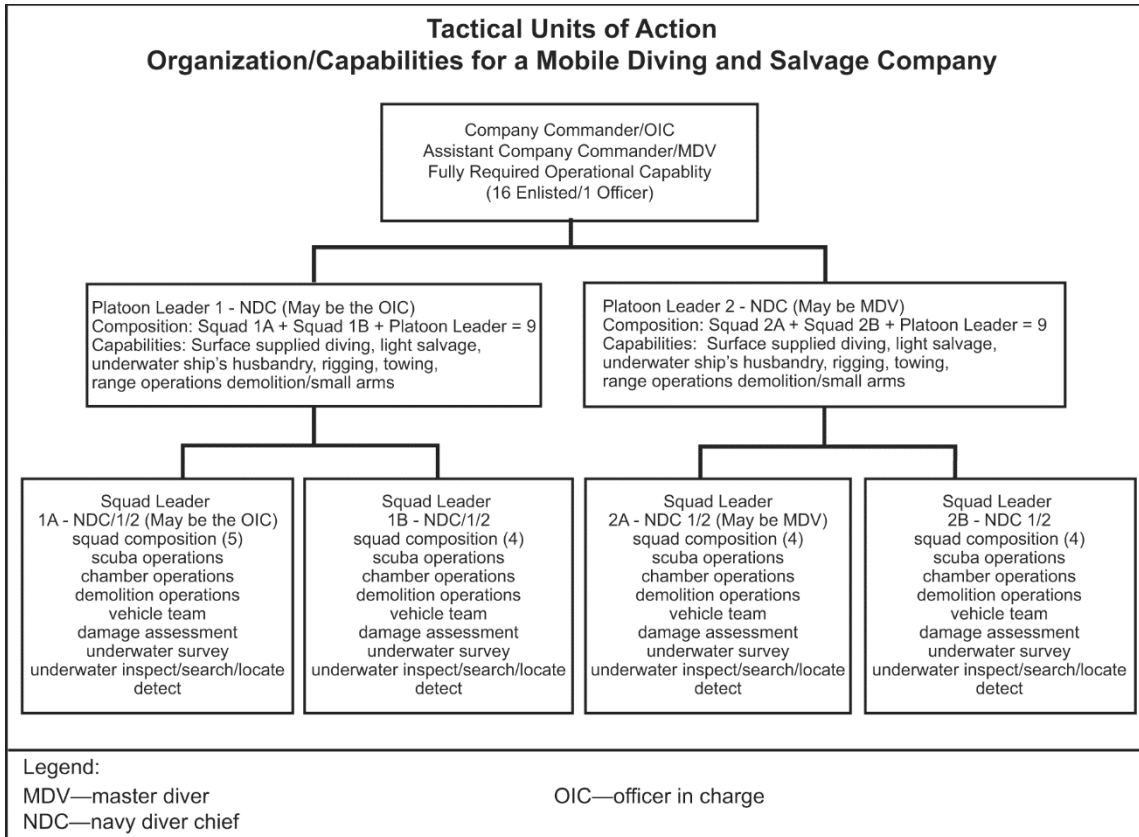 Tactical Units of Action
Organization/Capabilities for a Mobile Diving and Salvage Company
Company Commander/OIC
Assistant Company Commander/MDV
Fully Required Operational Capablity
(16 Enlisted/1 Officer)
Platoon Leader 1 - NDC (May be the OIC)
Composition: Squad 1A + Squad 1B + Platoon Leader = 9
Capabilities: Surface supplied diving, light salvage,
underwater ship's husbandry, rigging, towing,
range operations demolition/small arms
Platoon Leader 2 - NDC (May be MDV)
Composition: Squad 2A + Squad 2B + Platoon Leader = 9
Capabilities: Surface supplied diving, light salvage,
underwater ship's husbandry, rigging, towing,
range operations demolition/small arms
Squad Leader
1A - NDC/1/2 (May be the OIC)
squad composition (5)
scuba operations
chamber operations
demolition operations
vehicle team
damage assessment
underwater survey
underwater inspect/search/locate
detect
Squad Leader
1B - NDC/1/2
squad composition (4)
scuba operations
chamber operations
demolition operations
vehicle team
damage assessment
underwater survey
underwater inspect/search/locate
detect
Squad Leader
2A - NDC 1/2 (May be MDV)
squad composition (4)
scuba operations
chamber operations
demolition operations
vehicle team
damage assessment
underwater survey
underwater inspect/search/locate
detect
Squad Leader
2B - NDC 1/2
squad composition (4)
scuba operations
chamber operations
demolition operations
vehicle team
damage assessment
underwater survey
underwater inspect/search/locate
detect
Legend:
MDV—master diver
NDC—navy diver chief
OIC—officer in charge